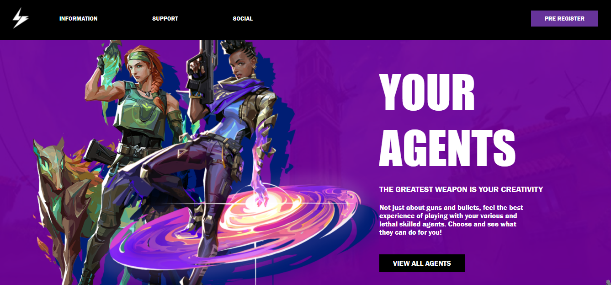 INFORMATION
SUPPORT
SOCIAL
PRE REGISTER
YOUR
AGENTS
THE GREATEST WEAPON IS YOUR CREATIVITY
Not just about guns and bullets, feel the best
experience of playing with your various and
lethal skilled agents. Choose and see what
they can do for you!
VIEW ALL AGENTS